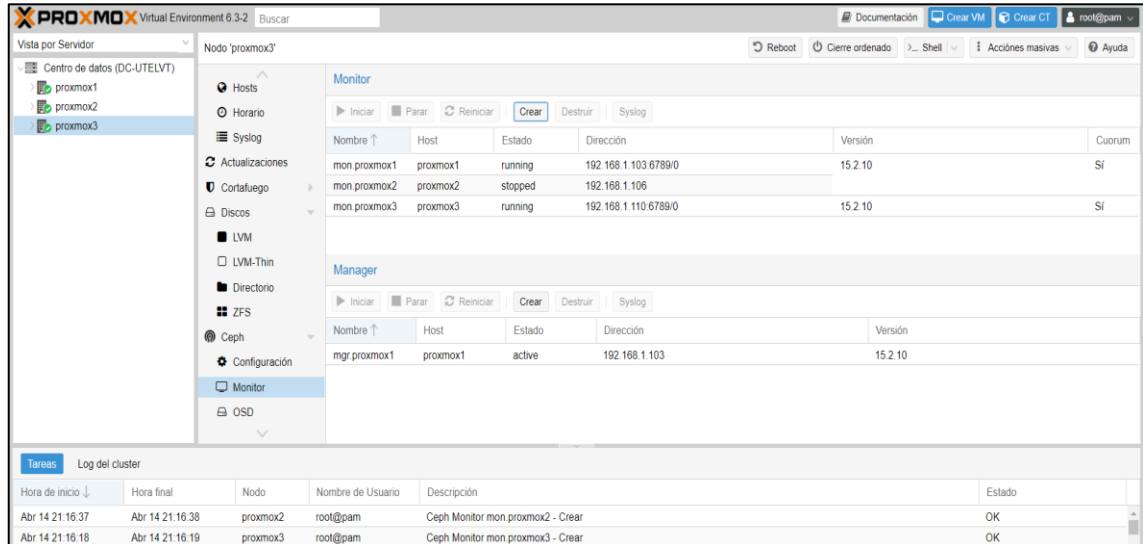 PROXMOX Virtual Environment 6.3-2 Buscar Documentación Crear VM Crear CT root@pam
Vista por Servidor
Centro de datos (DC-UTELVT)
proxmox1
proxmox2
proxmox3
Nodo 'proxmox3' Reboot Cierre ordenado >_ Shell Acciónes masivas Ayuda
Hosts
Horario
Syslog
Actualizaciones
Cortafuego
Discos
LVM
LVM-Thin
Directorio
ZFS
Ceph
Configuración
Monitor
OSD
Monitor
Iniciar Parar Reiniciar Crear Destruir Syslog
Nombre Host Estado Dirección Versión Cuorum
mon.proxmox1 proxmox1 running 192.168.1.103:6789/0 15.2.10 Sí
mon.proxmox2 proxmox2 stopped 192.168.1.106
mon.proxmox3 proxmox3 running 192.168.1.110:6789/0 15.2.10 Sí
Manager
Iniciar Parar Reiniciar Crear Destruir Syslog
Nombre Host Estado Dirección Versión
mgr.proxmox1 proxmox1 active 192.168.1.103 15.2.10
Tareas Log del cluster
Hora de inicio Hora final Nodo Nombre de Usuario Descripción Estado
Abr 14 21:16:37 Abr 14 21:16:38 proxmox2 root@pam Ceph Monitor mon.proxmox2 - Crear OK
Abr 14 21:16:18 Abr 14 21:16:19 proxmox3 root@pam Ceph Monitor mon.proxmox3 - Crear OK